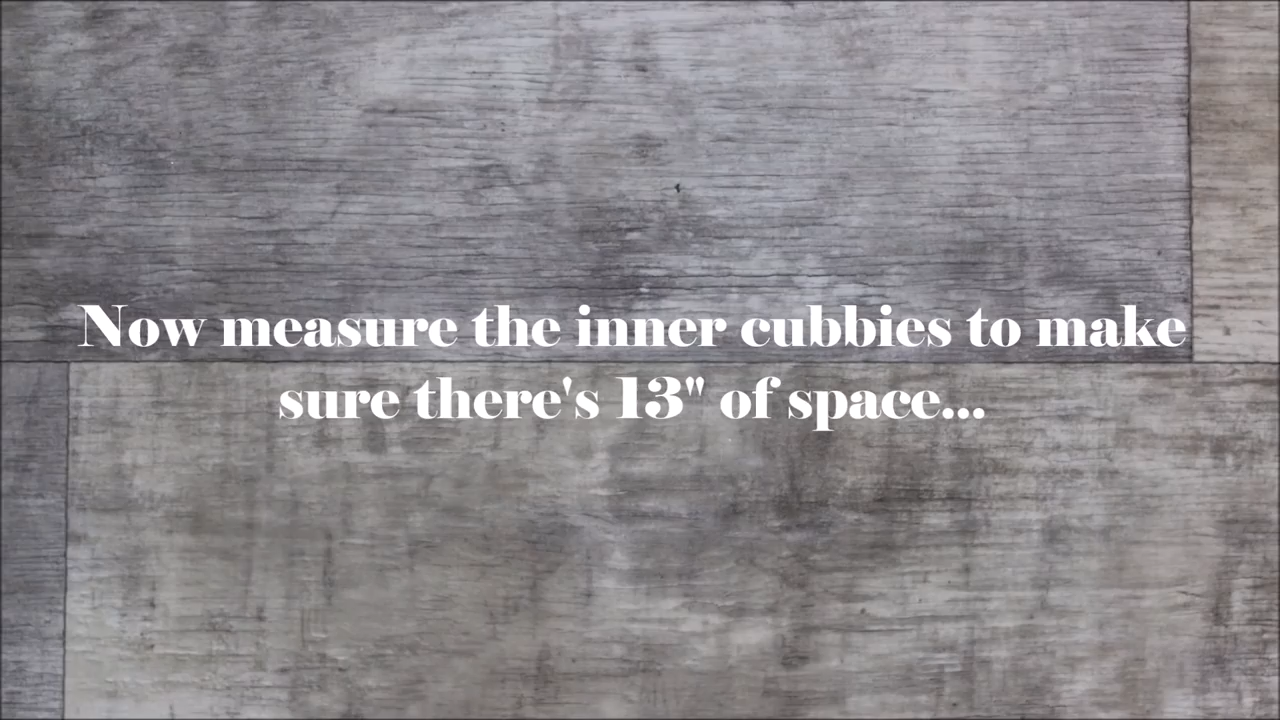 Now measure the inner cubbies to make
sure there's 13" of space...